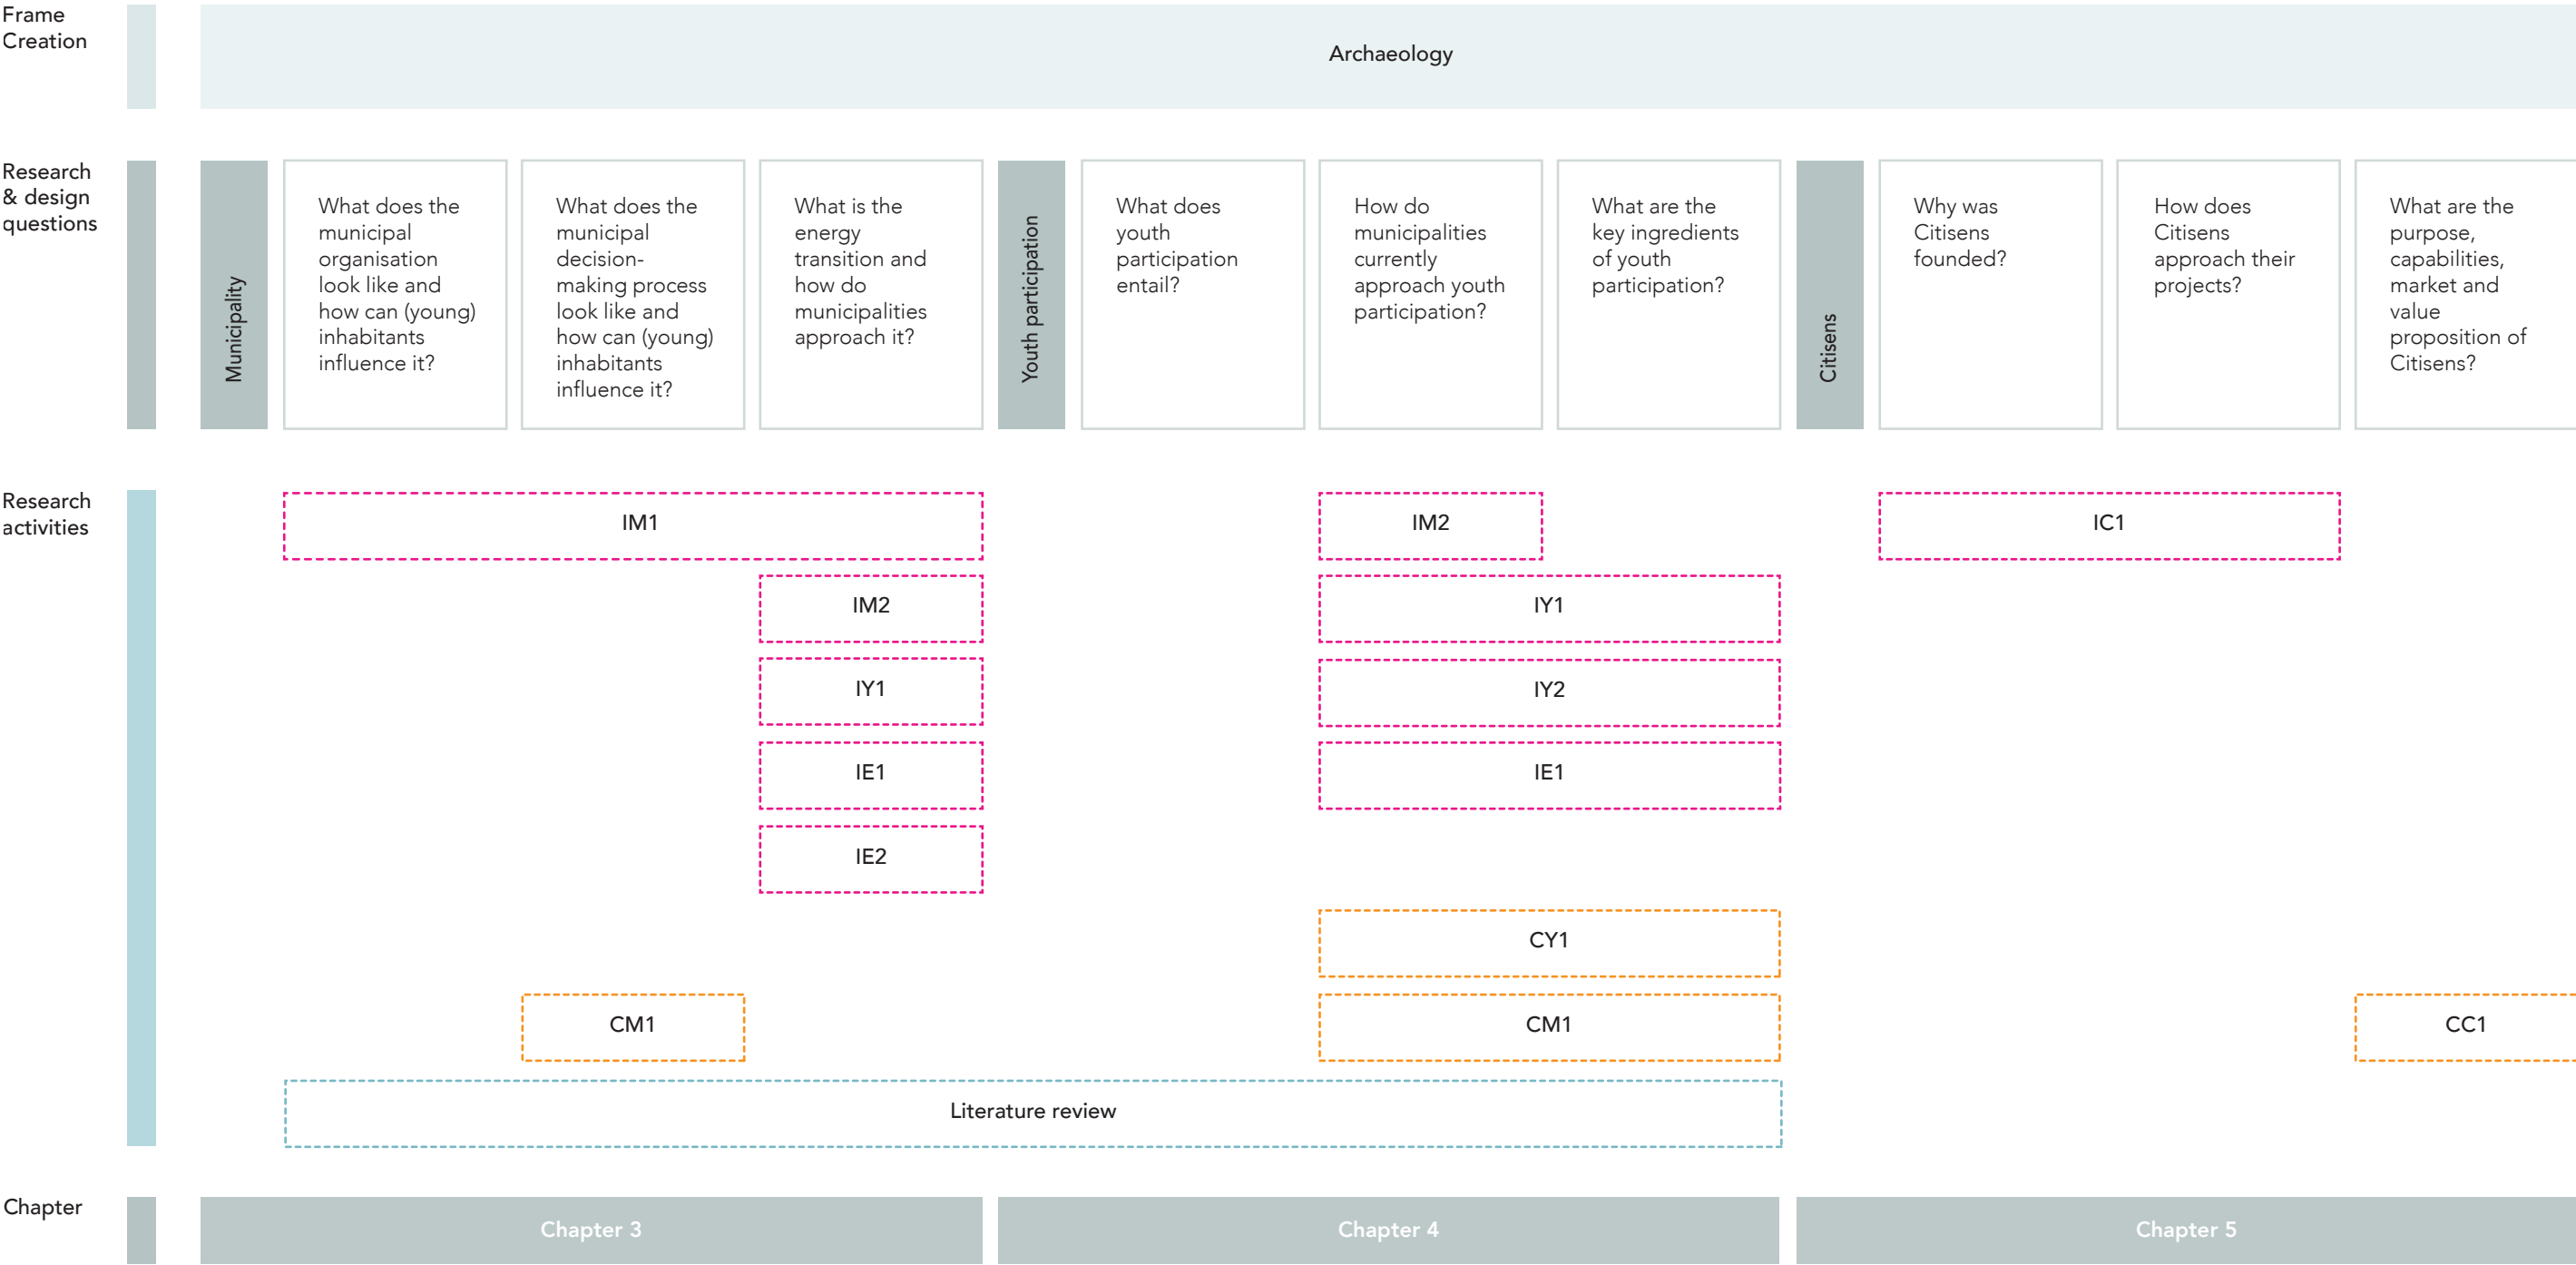 Frame
Creation
Archaeology
Research
& design
questions
Municipality
What does the
municipal
organisation
look like and
how can (young)
inhabitants
influence it?
What does the
municipal
decision-
making process
look like and
how can (young)
inhabitants
influence it?
What is the
energy
transition and
how do
municipalities
approach it?
Youth participation
What does
youth
participation
entail?
How do
municipalities
currently
approach youth
participation?
What are the
key ingredients
of youth
participation?
Citisens
Why was
Citisens
founded?
How does
Citisens
approach their
projects?
What are the
purpose,
capabilities,
market and
value
proposition of
Citisens?
Research
activities
IM1
IM2
IC1
IM2
IY1
IY1
IY2
IE1
IE1
IE2
CY1
CM1
CM1
CC1
Literature review
Chapter
Chapter 3
Chapter 4
Chapter 5